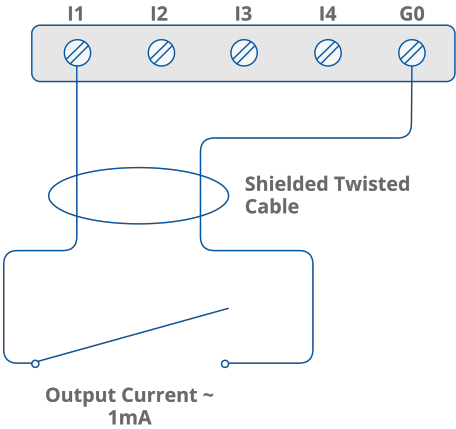 I1 I2 I3 I4 G0
Shielded Twisted
Cable
Output Current ~
1mA